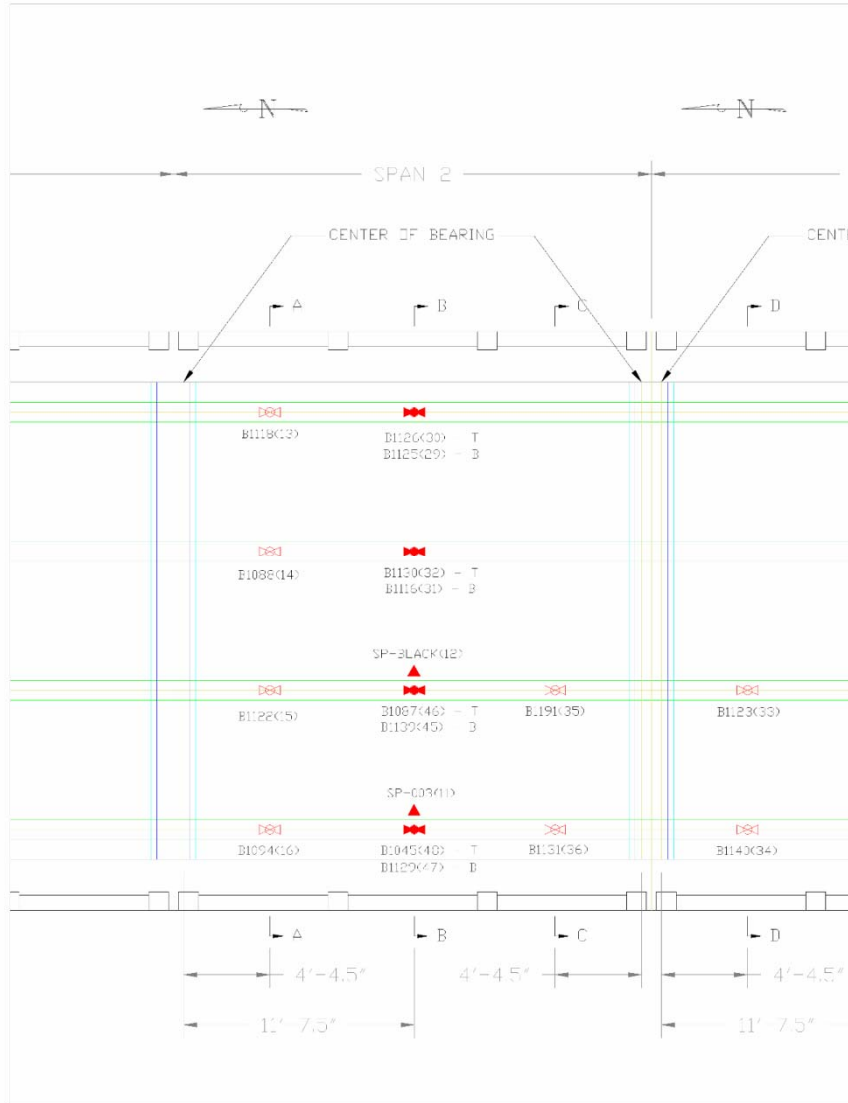 N N
SPAN 2
CENTER OF BEARING CENT
A B C D
B1118(13) B1126(30) - T
B1125(29) - B
B1088(14) B1130(32) - T
B1116(31) - B
SP-BLACK(12)
B1122(15) B1087(46) - T B1191(35) B1123(33)
B1139(45) - B
SP-003(11)
B1094(16) B1045(48) - T B1131(36) B1143(34)
B1129(47) - B
A B C D
4'-4.5" 4'-4.5" 4'-4.5"
11'-7.5" 11'-7.5"